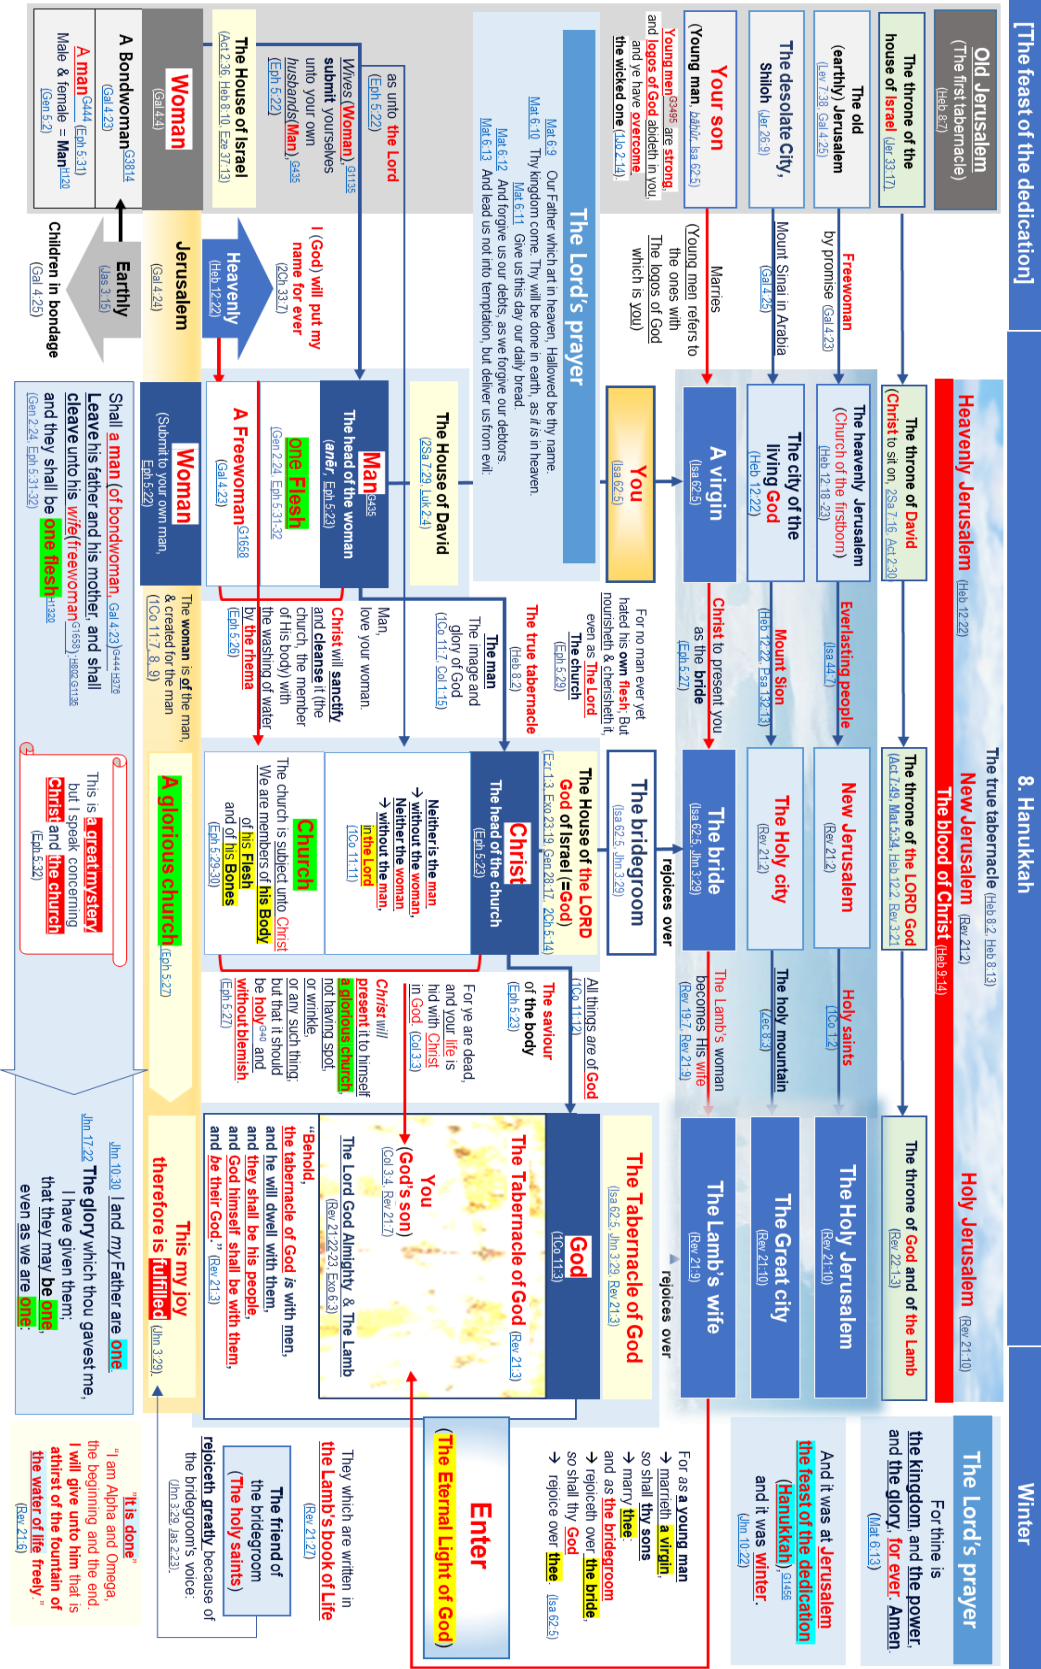 [The feast of the dedication]
8. Hanukkah
Winter
Old Jerusalem
(The first tabernacle)
(Heb 8:7)
The true tabernacle (Heb 8:2, Heb 8:13)
Heavenly Jerusalem (Heb 12:22)
New Jerusalem (Rev 21:2)
Holy Jerusalem (Rev 21:10)
The blood of Christ (Heb 9:14)
The throne of the
house of Israel (Jer 33:17)
The throne of David
(Christ to sit on, 2Sa 7:16, Act 2:30)
The throne of the LORD God
(Act 7:49, Mat 5:34, Heb 12:2, Rev 3:21
The throne of God and of the Lamb
(Rev 22:1-3)
The old
(earthly) Jerusalem
(Lev 7:38, Gal 4:25)
Freewoman
by promise (Gal 4:23)
The heavenly Jerusalem
(Church of the firstborn)
(Heb 12:18-23)
Everlasting people
(Isa 44:7)
New Jerusalem
(Rev 21:2)
Holy saints
(1Co 1:2)
The Holy Jerusalem
(Rev 21:10)
The desolate City,
Shiloh (Jer 26:9)
Mount Sinai in Arabia
(Gal 4:25)
The city of the
living God
(Heb 12:22)
Mount Sion
(Heb 12:22, Psa 132:13)
The Holy city
(Rev 21:2)
The holy mountain
(Zec 8:3)
The Great city
(Rev 21:10)
Your son
(Young man, bāḥûr, Isa 62:5)
Young men G3495 are strong,
and logos of God abideth in you,
and ye have overcome
the wicked one (1Jo 2:14).
Marries
(Young men refers to
the ones with
The logos of God
which is you)
A virgin
(Isa 62:5)
Christ to present you
as the bride
(Eph 5:27)
The bride
(Isa 62:5, Jhn 3:29)
The Lamb's woman
becomes His wife
(Rev 19:7, Rev 21:9)
The Lamb's wife
(Rev 21:9)
You
(Isa 62:5)
For no man ever yet
hated his own flesh; But
nourisheth & cherisheth it,
even as The Lord
The church
(Eph 5:29)
The bridegroom
(Isa 62:5, Jhn 3:29)
rejoices over
rejoices over
The Lord's prayer
Mat 6:9 Our Father which art in heaven, Hallowed be thy name.
Mat 6:10 Thy kingdom come. Thy will be done in earth, as it is in heaven.
Mat 6:11 Give us this day our daily bread.
Mat 6:12 And forgive us our debts, as we forgive our debtors.
Mat 6:13 And lead us not into temptation, but deliver us from evil:
The Lord's prayer
For thine is
the kingdom, and the power,
and the glory, for ever. Amen.
(Mat 6:13)
And it was at Jerusalem
the feast of the dedication
(Hanukkah), G1456
and it was winter.
(Jhn 10:22)
For as a young man
→ marrieth a virgin,
so shall thy sons
→ marry thee:
and as the bridegroom
→ rejoiceth over the bride,
so shall thy God
→ rejoice over thee. (Isa 62:5)
Enter
(The Eternal Light of God)
as unto the Lord
(Eph 5:22)
Wives (Woman), G1135
submit yourselves
unto your own
husbands(Man), G435
(Eph 5:22)
The House of Israel
(Act 2:36, Heb 8:10, Eze 37:13)
The House of David
(2Sa 7:29, Luk 2:4)
The true tabernacle
(Heb 8:2)
The man
The image and
glory of God
(1Co 11:7, Col 1:15)
The House of the LORD
God of Israel (=God)
(Ezr 1:3, Exo 23:19, Gen 28:17, 2Ch 5:14)
All things are of God
(1Co 11:12)
The saviour
of the body
(Eph 5:23)
The Tabernacle of God
(Isa 62:5, Jhn 3:29, Rev 21:3)
Man G435
The head of the woman
(anēr, Eph 5:23)
Christ
The head of the church
(Eph 5:23)
God
(1Co 11:3)
The Tabernacle of God (Rev 21:3)
You
(God's son)
(Col 3:4, Rev 21:7)
The Lord God Almighty & The Lamb
(Rev 21:22-23, Exo 6:3)
"Behold,
the tabernacle of God is with men,
and he will dwell with them,
and they shall be his people,
and God himself shall be with them,
and be their God." (Rev 21:3)
I (God) will put my
name for ever
(2Ch 33:7)
Heavenly
(Heb 12:22)
one Flesh
(Gen 2:24, Eph 5:31-32
A Freewoman G1658
(Gal 4:23)
Man,
love your woman.
Christ will sanctify
and cleanse it (the
church, the member
of His body) with
the washing of water
by the rhema
(Eph 5:26)
Neither is the man
→ without the woman,
Neither the woman
→ without the man,
in the Lord
(1Co 11:11)
Church
The church is subject unto Christ
We are members of his Body
of his Flesh
and of his Bones
(Eph 5:29-30)
For ye are dead,
and your life is
hid with Christ
in God. (Col 3:3)
Christ will
present it to himself
a glorious church,
not having spot,
or wrinkle,
or any such thing;
but that it should
be holy G40 and
without blemish.
(Eph 5:27)
They which are written in
the Lamb's book of Life
(Rev 21:27)
The friend of
the bridegroom
(The holy saints)
rejoiceth greatly because of
the bridegroom's voice:
(Jhn 3:29, Jas 2:23).
Woman
(Gal 4:4)
Jerusalem
(Gal 4:24)
Woman
(Submit to your own man,
Eph 5:22)
The woman is of the man,
& created for the man
(1Co 11:7, 8, 9)
A glorious church (Eph 5:27)
This my joy
therefore is fulfilled (Jhn 3:29).
A Bondwoman G3814
(Gal 4:23)
A man G444 (Eph 5:31)
Male & female = Man H120
(Gen 5:2)
Earthly
(Jas 3:15)
Children in bondage
(Gal 4:25)
Shall a man (of bondwoman, Gal 4:23) G444 H376
Leave his father and his mother, and shall
cleave unto his wife(freewoman G1658): H802 G1135
and they shall be one flesh H1320
(Gen 2:24, Eph 5:31-32)
This is a great mystery
but I speak concerning
Christ and the church
(Eph 5:32)
Jhn 10:30 I and my Father are one.
Jhn 17:22 The glory which thou gavest me,
I have given them;
that they may be one,
even as we are one:
"It is done"
"I am Alpha and Omega,
the beginning and the end.
I will give unto him that is
athirst of the fountain of
the water of life freely."
(Rev 21:6)